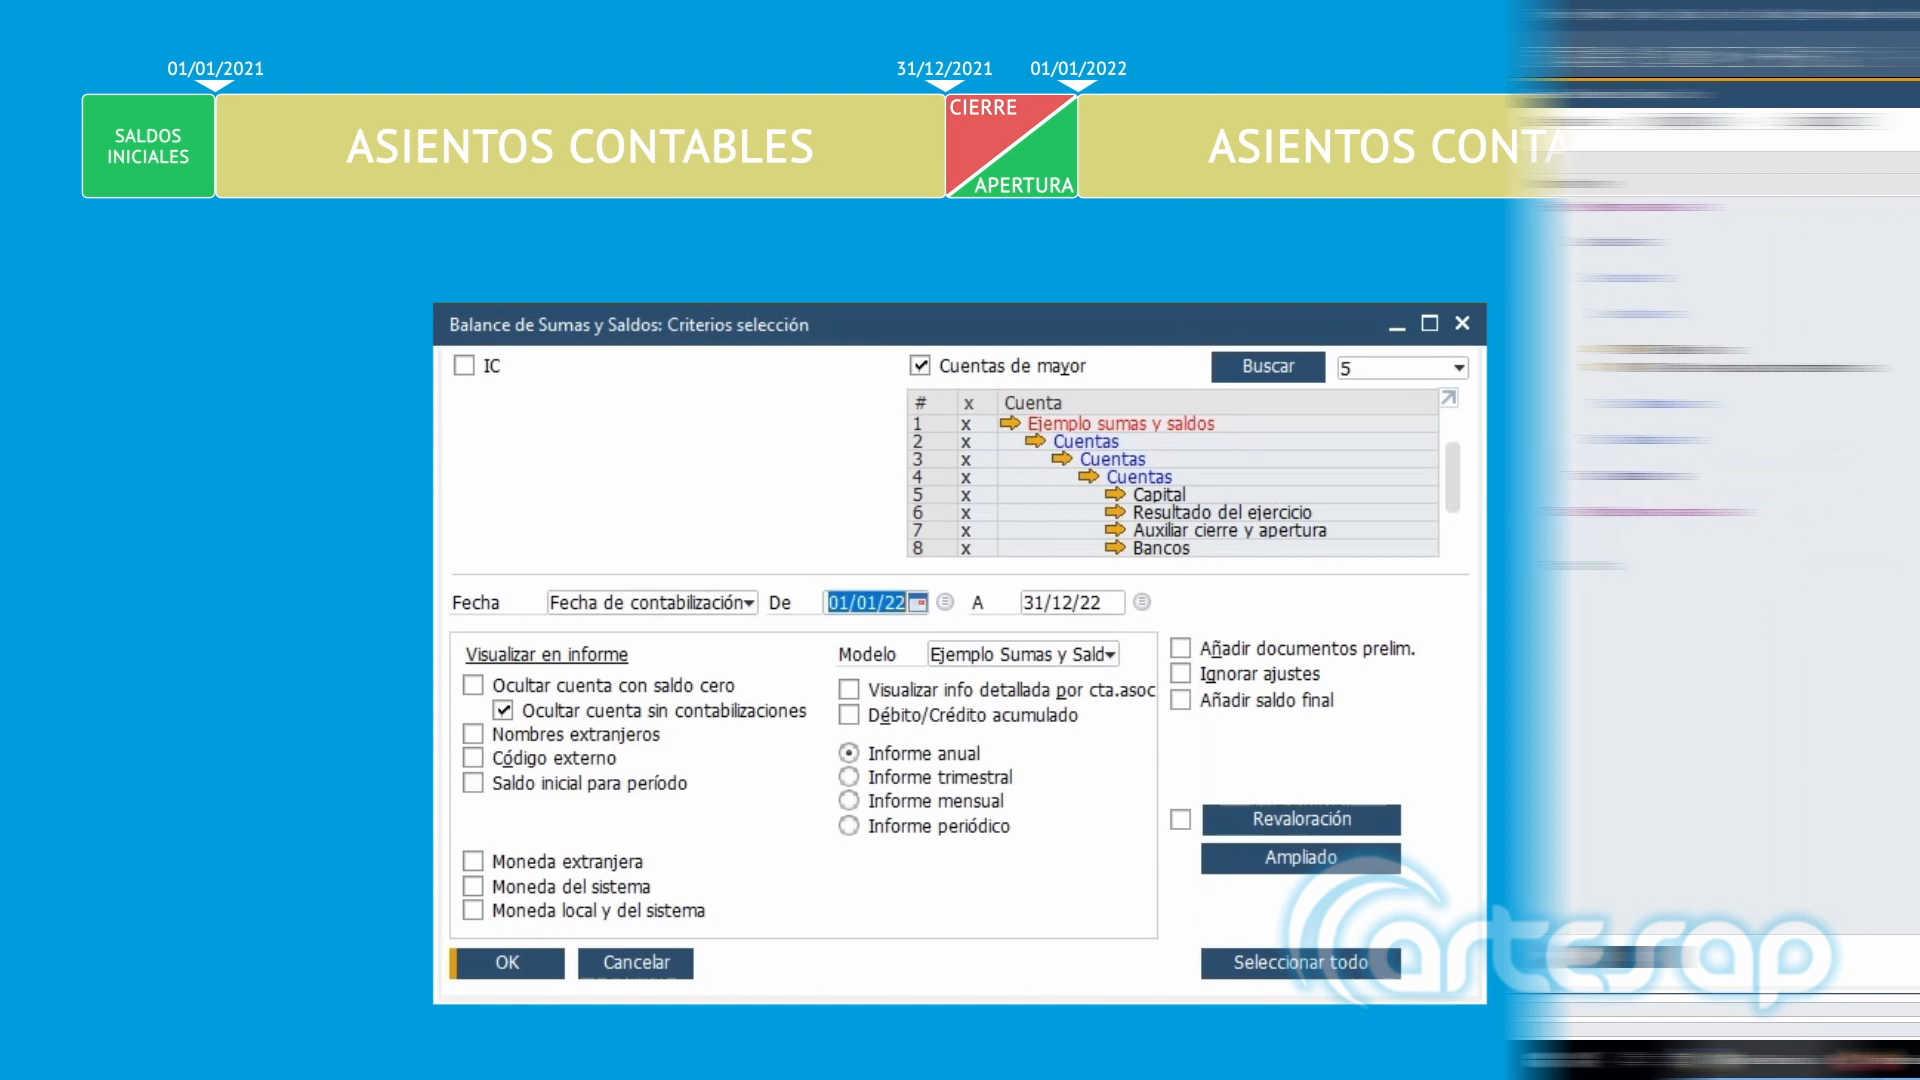 01/01/2021
31/12/2021
01/01/2022
SALDOS
INICIALES
ASIENTOS CONTABLES
CIERRE
APERTURA
ASIENTOS CONTA
Balance de Sumas y Saldos: Criterios selección
IC
Cuentas de mayor
Buscar
5
# x Cuenta
1 x Ejemplo sumas y saldos
2 x Cuentas
3 x Cuentas
4 x Cuentas
5 x Capital
6 x Resultado del ejercicio
7 x Auxiliar cierre y apertura
8 x Bancos
Fecha Fecha de contabilización De 01/01/22 A 31/12/22
Visualizar en informe
Ocultar cuenta con saldo cero
Ocultar cuenta sin contabilizaciones
Nombres extranjeros
Código externo
Saldo inicial para período
Moneda extranjera
Moneda del sistema
Moneda local y del sistema
Modelo Ejemplo Sumas y Sald
Visualizar info detallada por cta.asoc
Débito/Crédito acumulado
Informe anual
Informe trimestral
Informe mensual
Informe periódico
Añadir documentos prelim.
Ignorar ajustes
Añadir saldo final
Revaloración
Ampliado
OK
Cancelar
Seleccionar todo
artesap